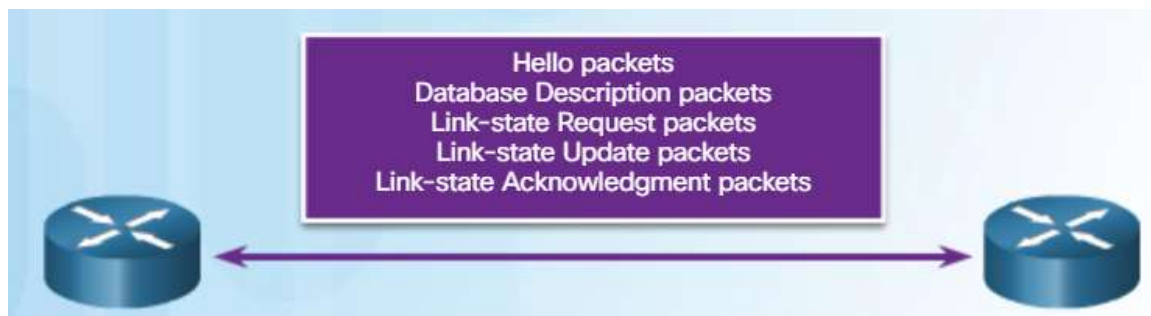 Hello packets
Database Description packets
Link-state Request packets
Link-state Update packets
Link-state Acknowledgment packets